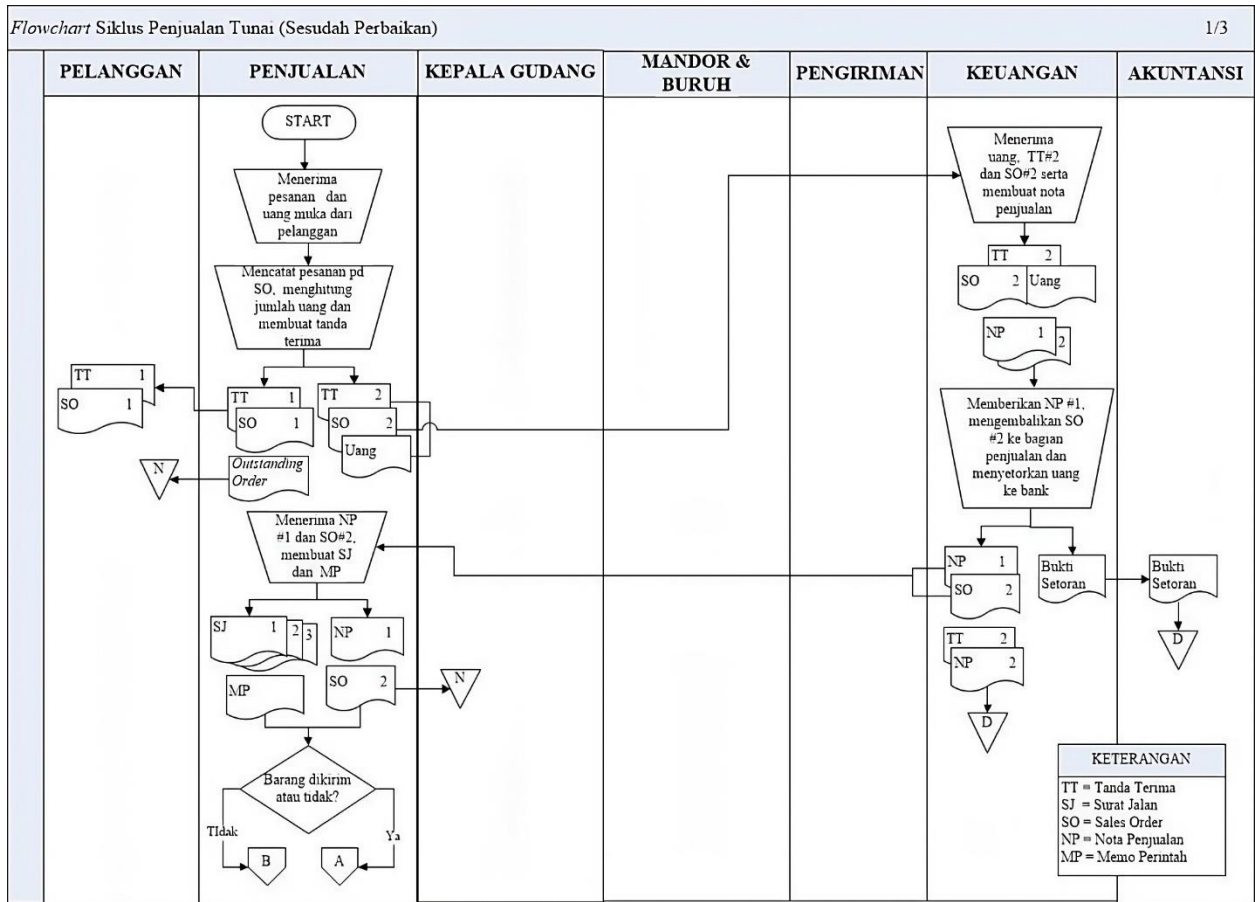 Flowchart Siklus Penjualan Tunai (Sesudah Perbaikan)
1/3
PELANGGAN
PENJUALAN
KEPALA GUDANG
MANDOR &
BURUH
PENGIRIMAN
KEUANGAN
AKUNTANSI
START
Menerima
pesanan dan
uang muka dari
pelanggan
Mencatat pesanan pd
SO, menghitung
jumlah uang dan
membuat tanda
terima
TT 1
SO 1
TT 1
SO 1
TT 2
SO 2
Uang
N
Outstanding
Order
Menerima NP
#1 dan SO#2,
membuat SJ
dan MP
SJ 1 2 3
NP 1
MP
SO 2
N
Barang dikirim
atau tidak?
TIdak
Ya
B
A
Menerima
uang, TT#2
dan SO#2 serta
membuat nota
penjualan
TT 2
SO 2
Uang
NP 1 2
Memberikan NP #1,
mengembalikan SO
#2 ke bagian
penjualan dan
menyetorkan uang
ke bank
NP 1
SO 2
Bukti
Setoran
Bukti
Setoran
D
TT 2
NP 2
D
KETERANGAN
TT = Tanda Terima
SJ = Surat Jalan
SO = Sales Order
NP = Nota Penjualan
MP = Memo Perintah